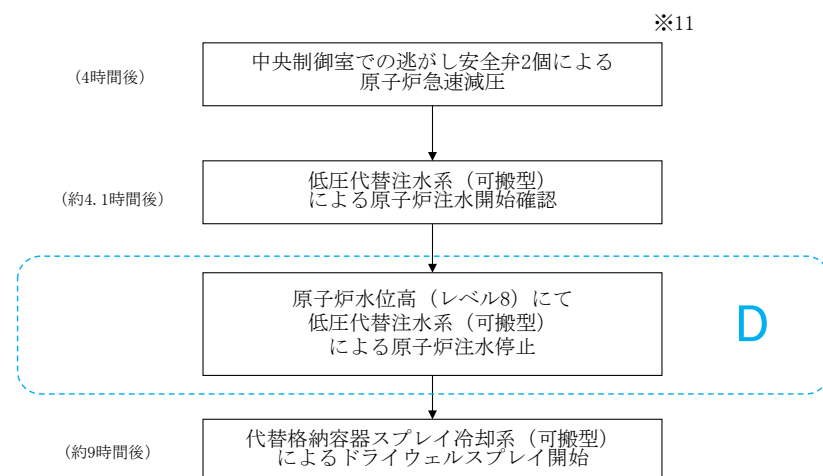 ※11
(4時間後)
中央制御室での逃がし安全弁2個による
原子炉急速減圧
(約4.1時間後)
低圧代替注水系(可搬型)
による原子炉注水開始確認
原子炉水位高(レベル8)にて
低圧代替注水系(可搬型)
による原子炉注水停止
D
(約9時間後)
代替格納容器スプレイ冷却系(可搬型)
によるドライウェルスプレイ開始